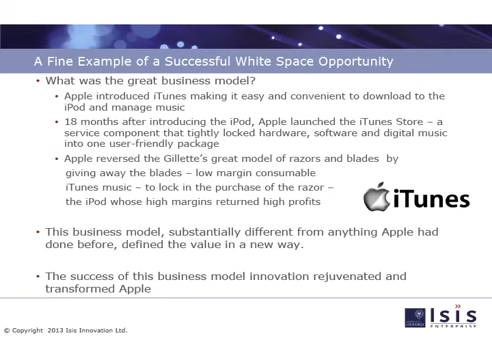 A Fine Example of a Successful White Space Opportunity
• What was the great business model?
• Apple introduced iTunes making it easy and convenient to download to the
iPod and manage music
• 18 months after introducing the iPod, Apple launched the iTunes Store – a
service component that tightly locked hardware, software and digital music
into one user-friendly package
• Apple reversed the Gillette's great model of razors and blades by
giving away the blades – low margin consumable
iTunes music – to lock in the purchase of the razor –
the iPod whose high margins returned high profits
iTunes
• This business model, substantially different from anything Apple had
done before, defined the value in a new way.
• The success of this business model innovation rejuvenated and
transformed Apple
Isis
ENTERPRISE
© Copyright 2013 Isis Innovation Ltd.